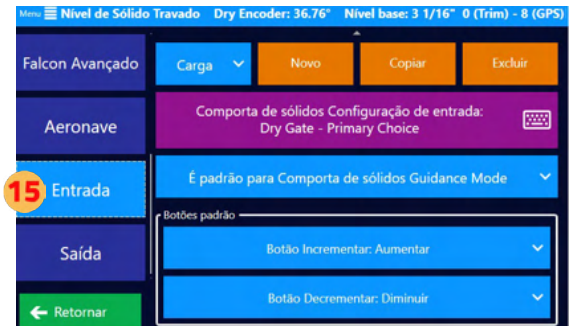 Menu Nível de Sólido Travado Dry Encoder: 36.76° Nível base: 3 1/16" 0 (Trim) - 8 (GPS)
Falcon Avançado
Carga
Novo
Copiar
Excluir
Aeronave
Comporta de sólidos Configuração de entrada:
Dry Gate - Primary Choice
15
Entrada
É padrão para Comporta de sólidos Guidance Mode
Botões padrão
Saída
Botão Incrementar: Aumentar
Botão Decrementar: Diminuir
Retornar